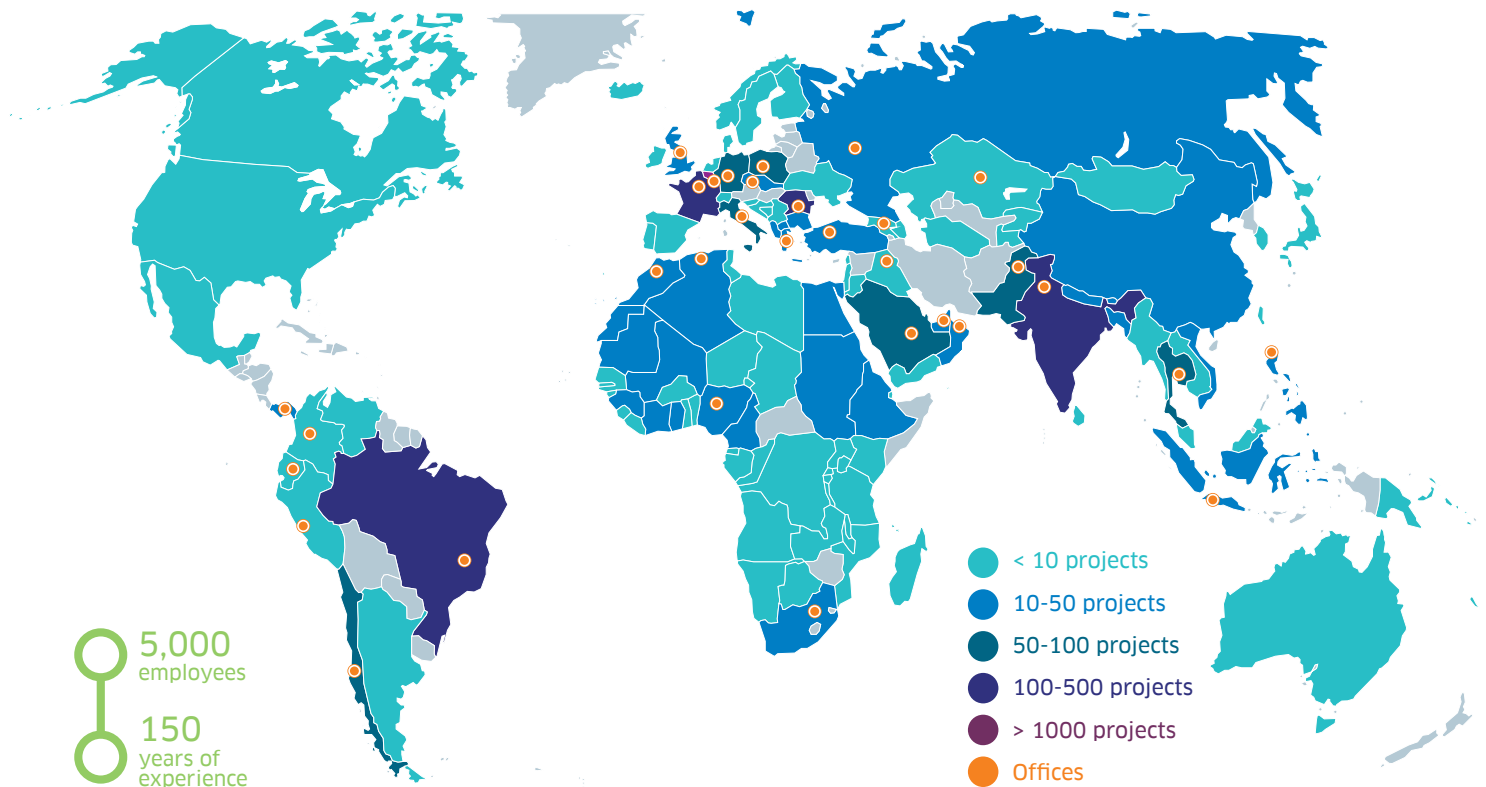 5,000
employees
150
years of
experience
< 10 projects
10-50 projects
50-100 projects
100-500 projects
> 1000 projects
Offices